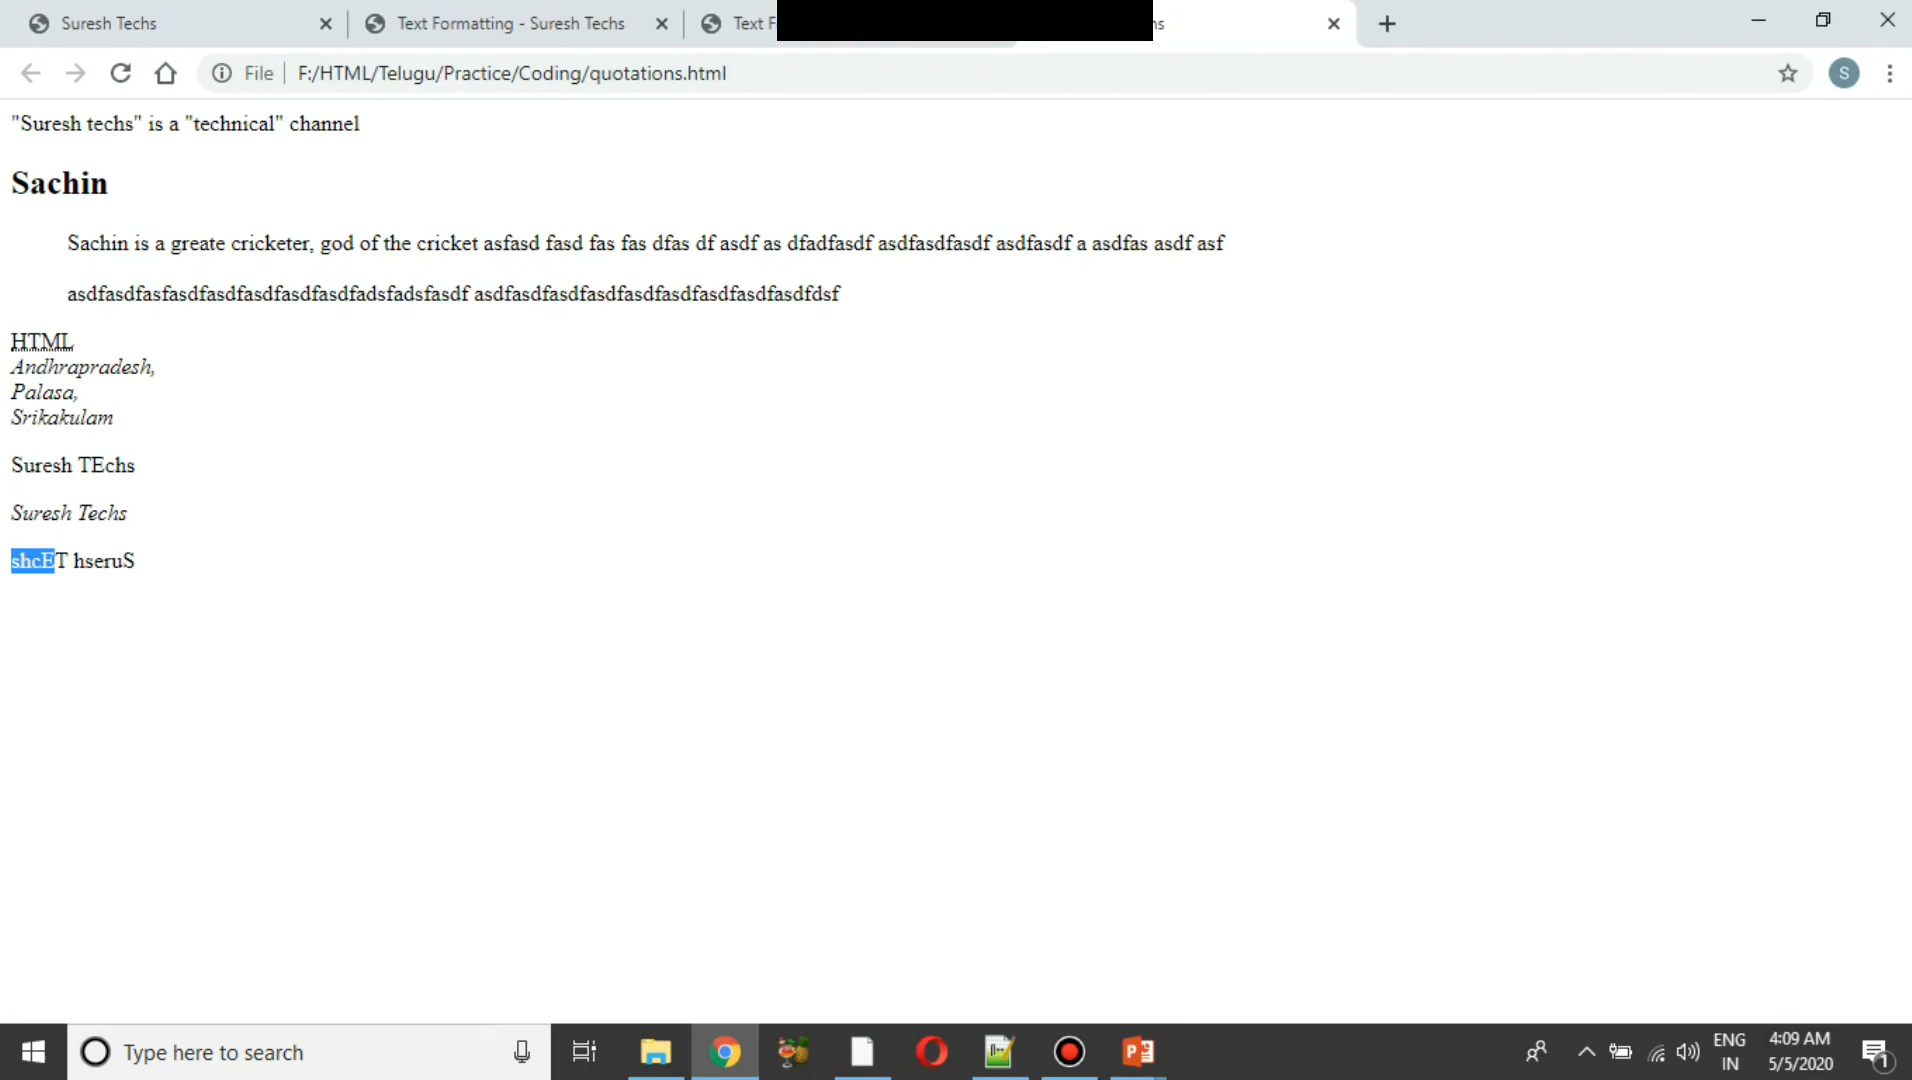 Suresh Techs
Text Formatting - Suresh Techs
Text F
ns
File
F:/HTML/Telugu/Practice/Coding/quotations.html
S
"Suresh techs" is a "technical" channel
Sachin
Sachin is a greate cricketer, god of the cricket asfasd fasd fas fas dfas df asdf as dfadfasdf asdfasdfasdf asdfasdf a asdfas asdf asf
asdfasdfasfasdfasdfasdfasdfasdfadsfadsfasdf asdfasdfasdfasdfasdfasdfasdfasdfasdfdsf
HTML
Andhrapradesh,
Palasa,
Srikakulam
Suresh TEchs
Suresh Techs
shcET hseruS
Type here to search
ENG
IN
4:09 AM
5/5/2020
1